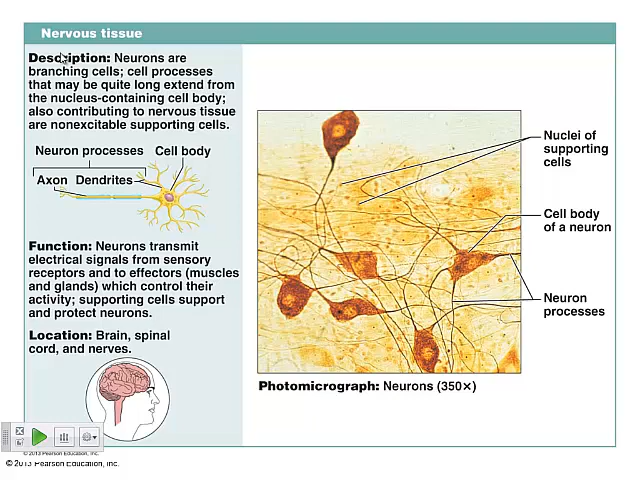 Nervous tissue
Description: Neurons are
branching cells; cell processes
that may be quite long extend from
the nucleus-containing cell body;
also contributing to nervous tissue
are nonexcitable supporting cells.
Neuron processes Cell body
Axon Dendrites
Function: Neurons transmit
electrical signals from sensory
receptors and to effectors (muscles
and glands) which control their
activity; supporting cells support
and protect neurons.
Location: Brain, spinal
cord, and nerves.
Nuclei of
supporting
cells
Cell body
of a neuron
Neuron
processes
Photomicrograph: Neurons (350×)
© 2013 Pearson Education, Inc.
© 2013 Pearson Education, Inc.